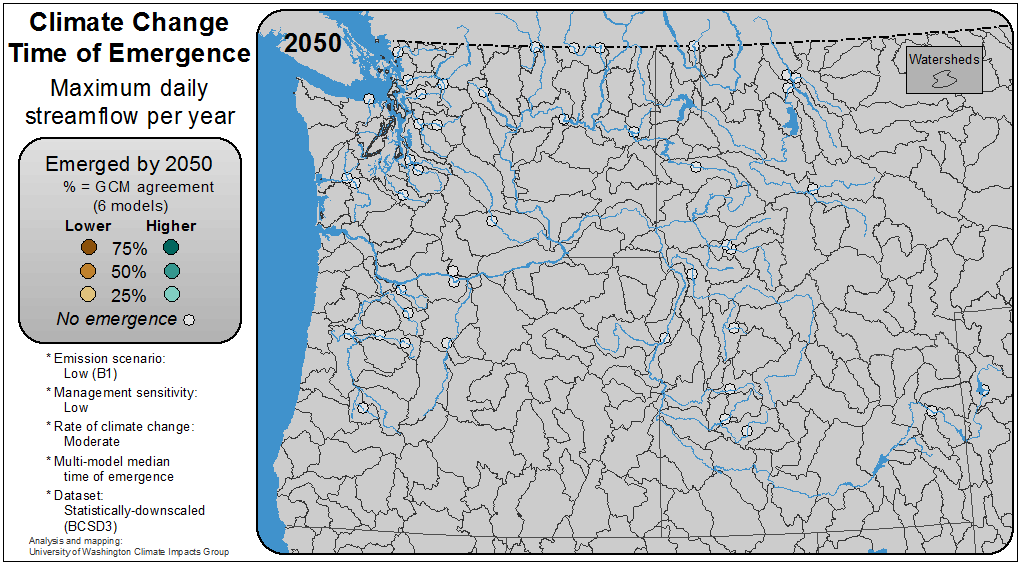 Climate Change
Time of Emergence
Maximum daily
streamflow per year
Emerged by 2050
% = GCM agreement
(6 models)
Lower Higher
75%
50%
25%
No emergence
* Emission scenario:
Low (B1)
* Management sensitivity:
Low
* Rate of climate change:
Moderate
* Multi-model median
time of emergence
* Dataset:
Statistically-downscaled
(BCSD3)
Analysis and mapping:
University of Washington Climate Impacts Group
2050
Watersheds